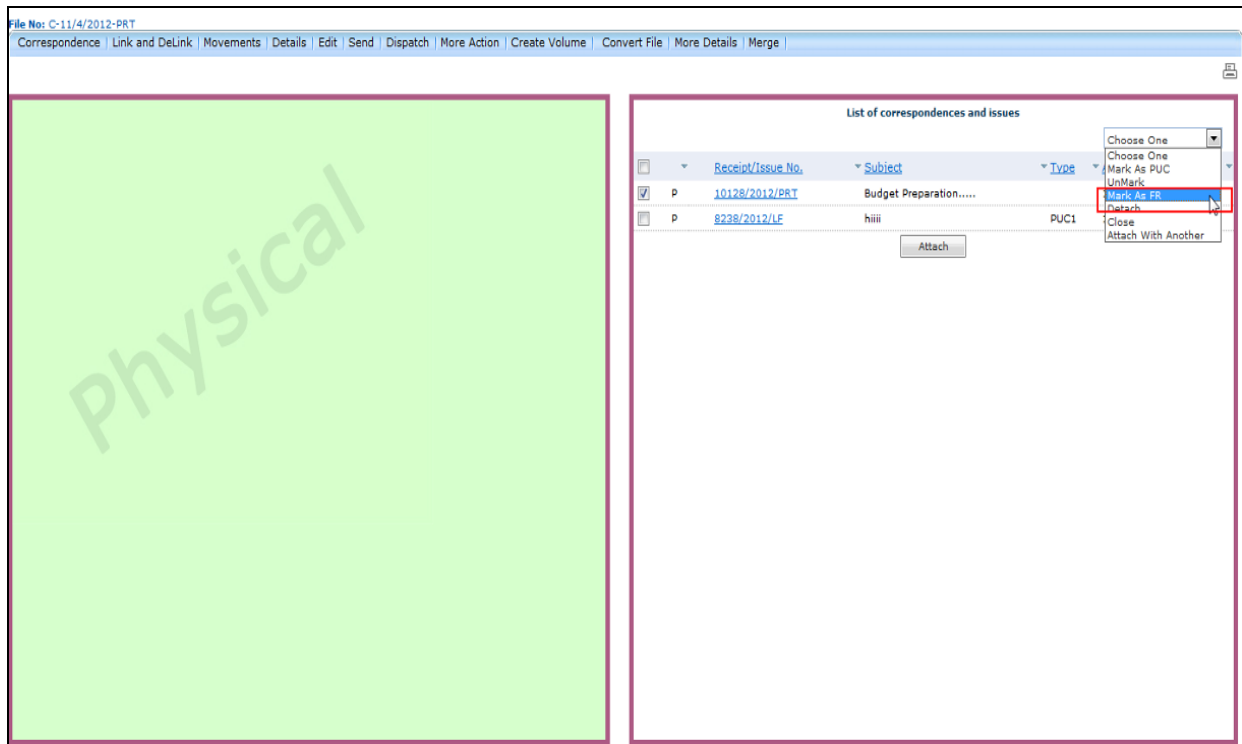 File No: C-11/4/2012-PRT
Correspondence | Link and DeLink | Movements | Details | Edit | Send | Dispatch | More Action | Create Volume | Convert File | More Details | Merge |
Physical
List of correspondences and issues
Choose One
Choose One
Mark As PUC
UnMark
Mark As FR
Detach
Close
Attach With Another
Receipt/Issue No. Subject Type
P 10128/2012/PRT Budget Preparation.....
P 8238/2012/LF hiiii PUC1
Attach